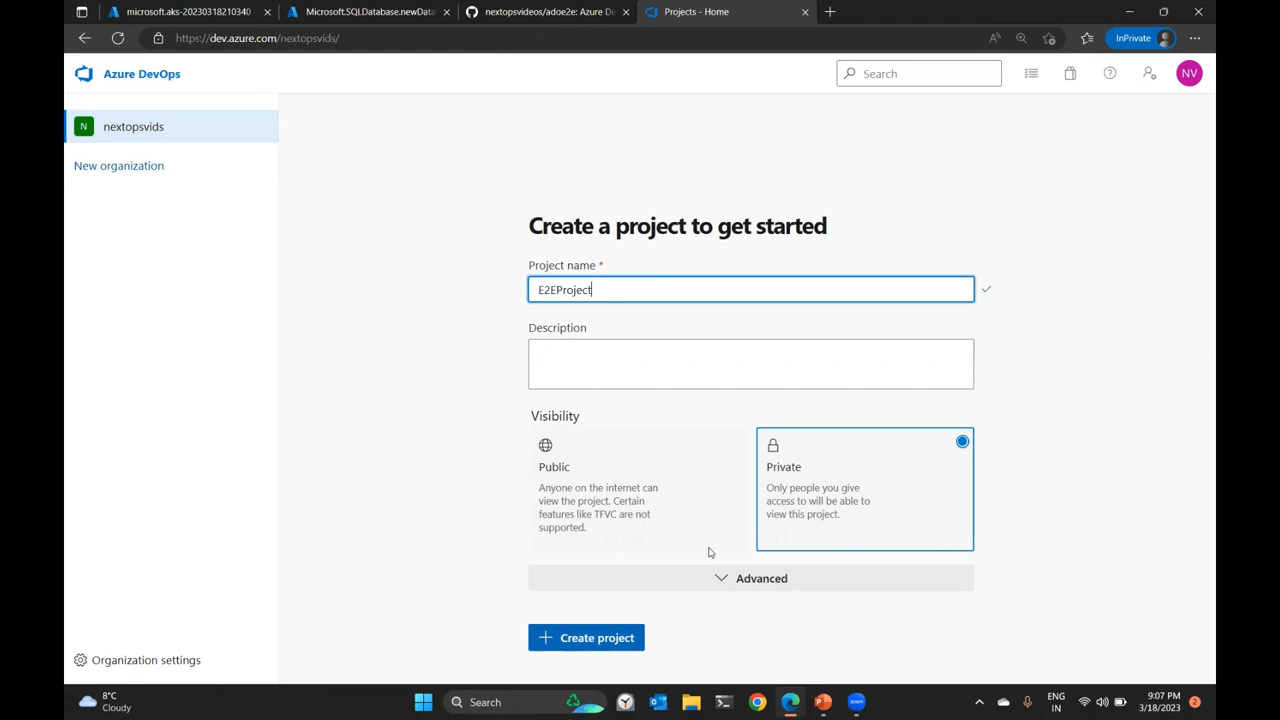 microsoft.aks-20230318210340
Microsoft.SQLDatabase.newData
nextopsvideos/adoe2e: Azure De
Projects - Home
https://dev.azure.com/nextopsvids/
InPrivate
Azure DevOps
Search
NV
N
nextopsvids
New organization
Create a project to get started
Project name *
E2EProject
Description
Visibility
Public
Anyone on the internet can
view the project. Certain
features like TFVC are not
supported.
Private
Only people you give
access to will be able to
view this project.
Advanced
Create project
Organization settings
8°C
Cloudy
Search
zoom
ENG
IN
9:07 PM
3/18/2023
2